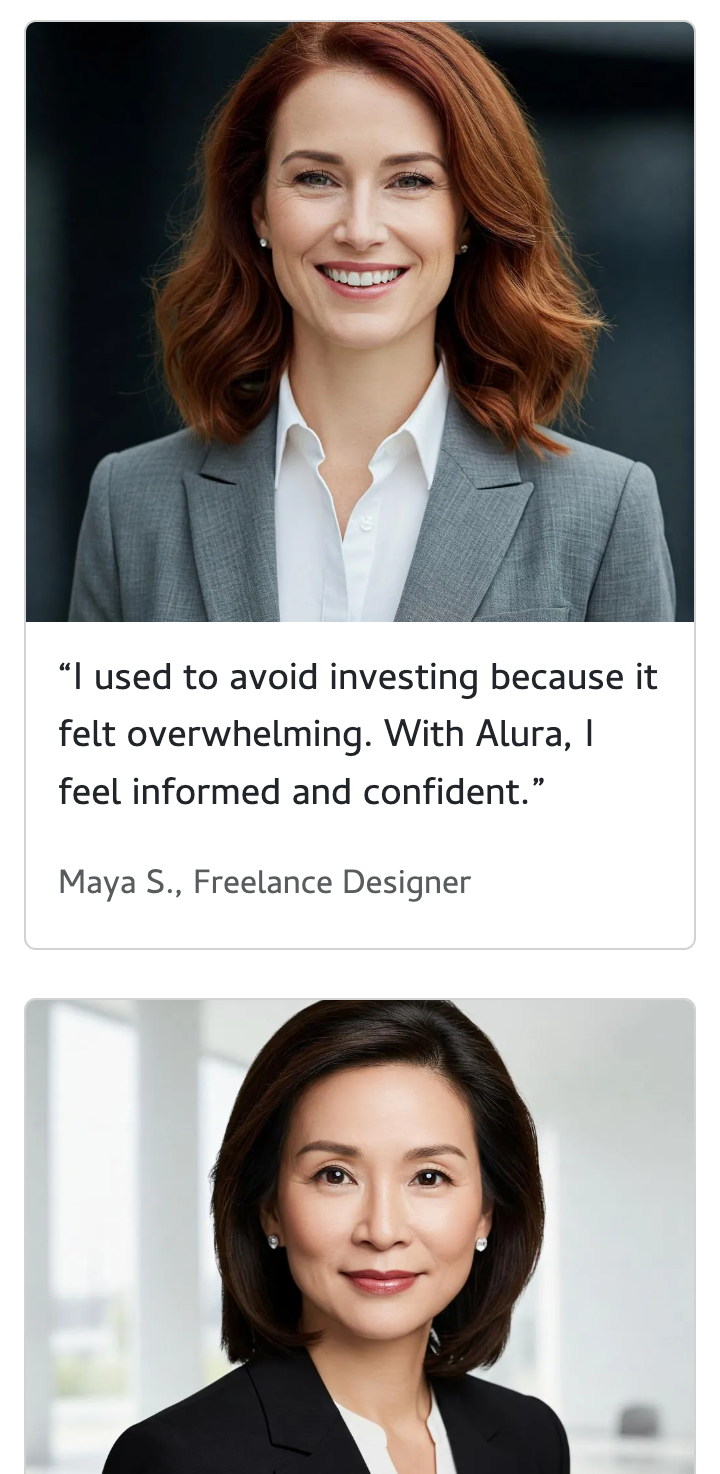 “I used to avoid investing because it
felt overwhelming. With Alura, I
feel informed and confident.”
Maya S., Freelance Designer